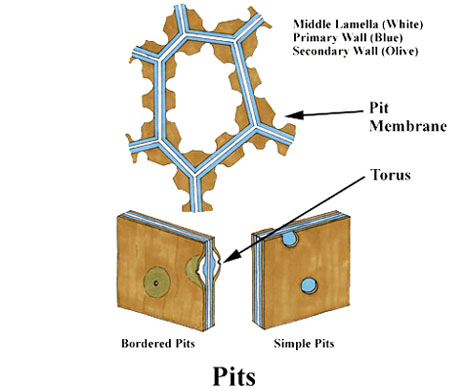 Middle Lamella (White)
Primary Wall (Blue)
Secondary Wall (Olive)
Pit
Membrane
Torus
Bordered Pits
Simple Pits
Pits